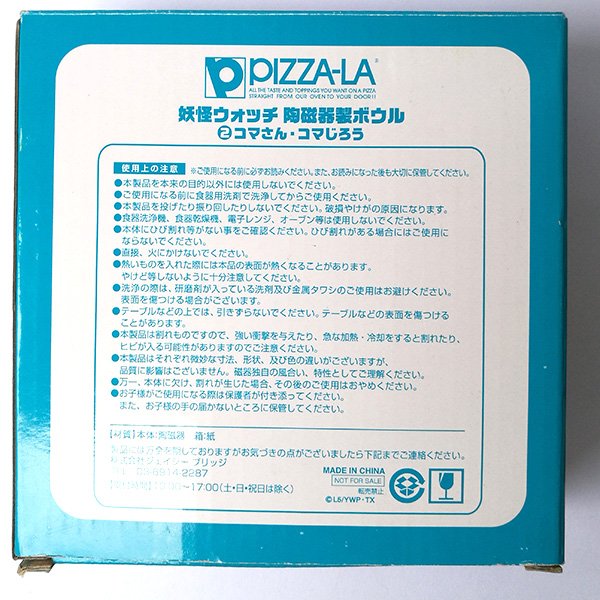 PIZZA-LA
ALL THE TASTE AND TOPPINGS YOU WANT ON A PIZZA
STRAIGHT FROM OUR OVEN TO YOUR DOOR!!
妖怪ウォッチ 陶磁器製ボウル
②コマさん・コマじろう
使用上の注意 ※ご使用になる前に必ずお読みください。また、お読みになった後も大切に保管してください。
●本製品を本来の目的以外には使用しないでください。
●ご使用になる前に食器用洗剤で洗浄してからご使用ください。
●本製品を投げたり振り回したりしないでください。破損やけがの原因になります。
●食器洗浄機、食器乾燥機、電子レンジ、オーブン等は使用しないでください。
●本体にひび割れ等がない事をご確認ください。ひび割れがある場合にはご使用に
ならないでください。
●直接、火にかけないでください。
●熱いものを入れた際には本品の表面が熱くなることがあります。
やけど等しないように十分注意してください。
●洗浄の際は、研磨剤が入っている洗剤及び金属タワシのご使用はお避けください。
表面を傷つける場合がございます。
●テーブルなどの上では、引きずらないでください。テーブルなどの表面を傷つける
ことがあります。
●本製品は割れものですので、強い衝撃を与えたり、急な加熱・冷却をすると割れたり、
ヒビが入る可能性がありますのでご注意ください。
●本製品はそれぞれ微妙な寸法、形状、及び色の違いがございますが、
品質に影響はございません。磁器独自の風合い、特性としてご理解ください。
●万一、本体に欠け、割れが生じた場合、その後のご使用はおやめください。
●お子様がご使用になる際は保護者が付き添ってください。
また、お子様の手の届かないところに保管してください。
【材質】本体:陶磁器 箱:紙
製品には万全を期しておりますがお気づきの点がございましたら下記までご連絡ください。
株式会社ジェイツー ブリッジ
-2287
17:00(土・日・祝日は除く)
MADE IN CHINA
NOT FOR SALE
転売禁止
©L5/YWP・TX